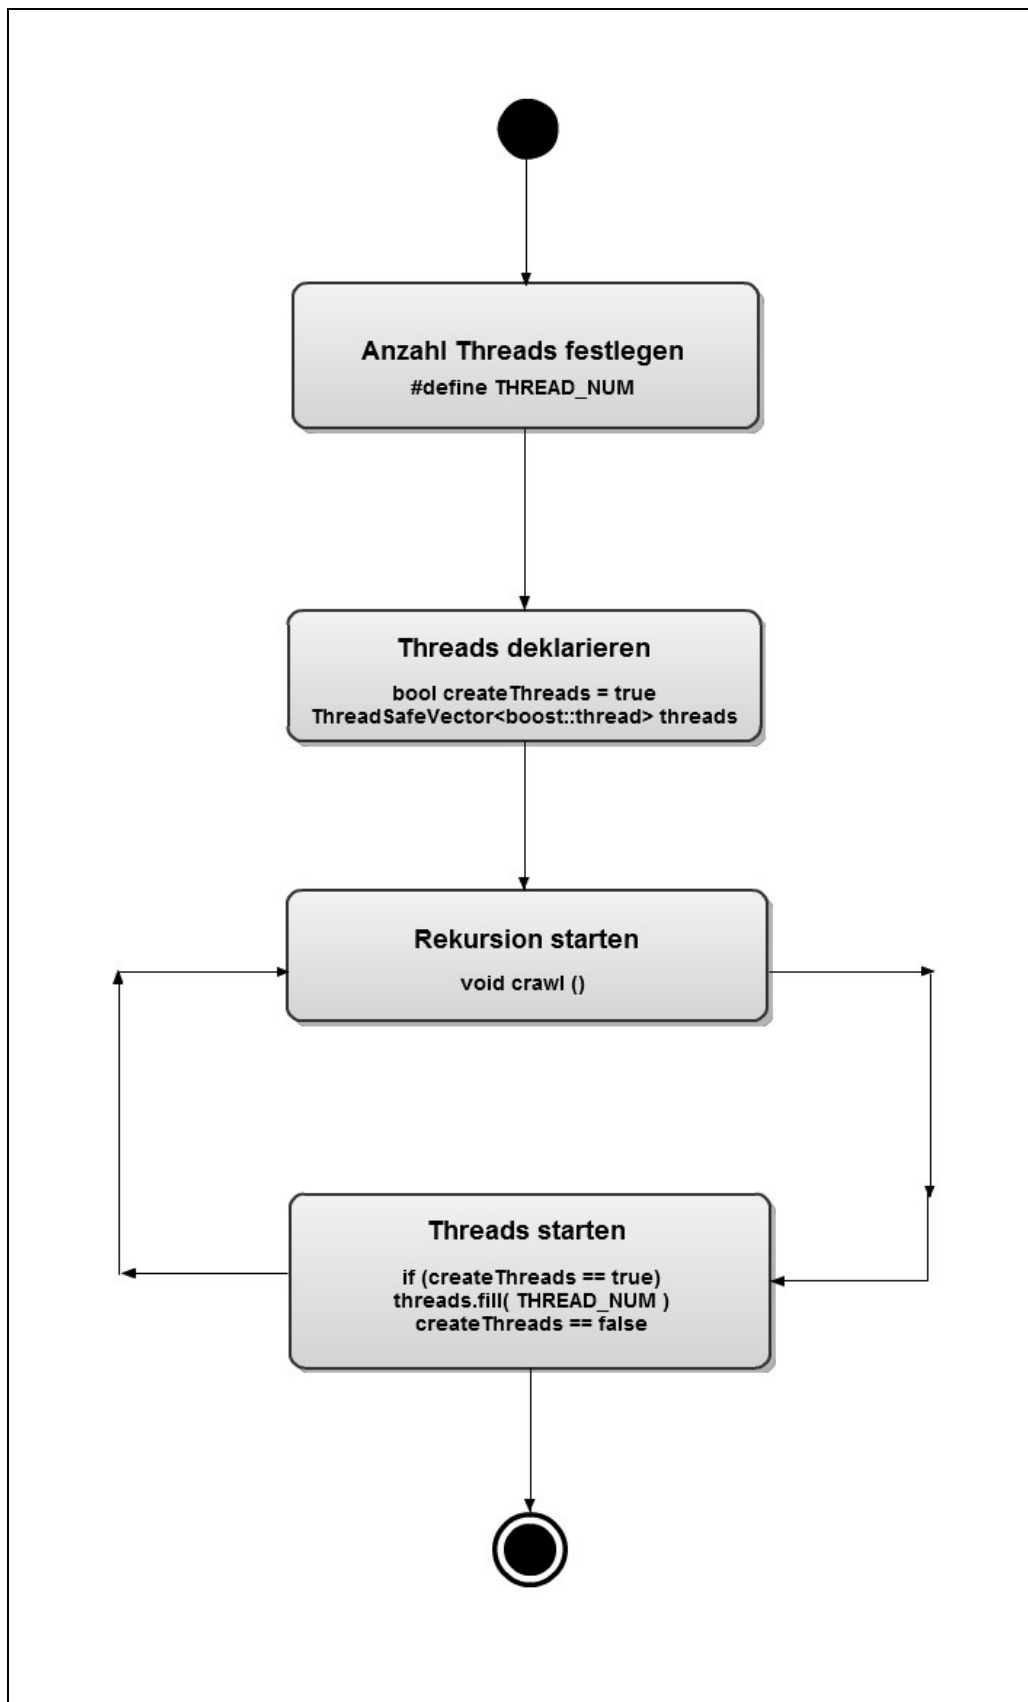 Anzahl Threads festlegen
#define THREAD_NUM
Threads deklarieren
bool createThreads = true
ThreadSafeVector<boost::thread> threads
Rekursion starten
void crawl ()
Threads starten
if (createThreads == true)
threads.fill( THREAD_NUM )
createThreads == false